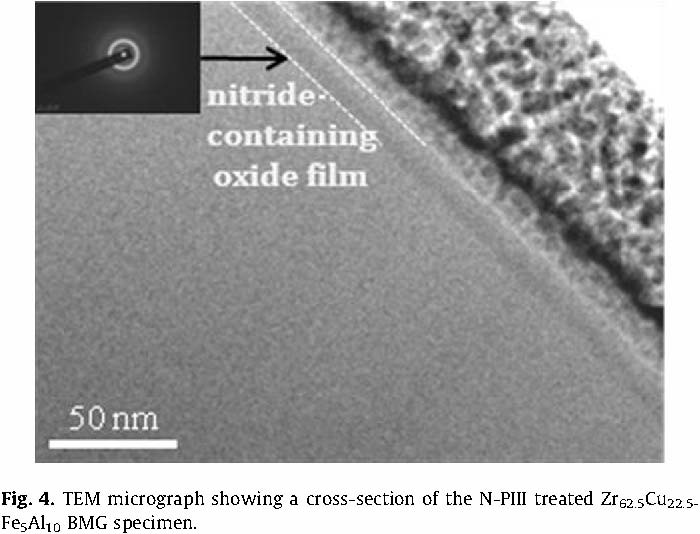 nitride-
containing
oxide film
50 nm
Fig. 4. TEM micrograph showing a cross-section of the N-PIII treated Zr62.5Cu22.5-
Fe5Al10 BMG specimen.